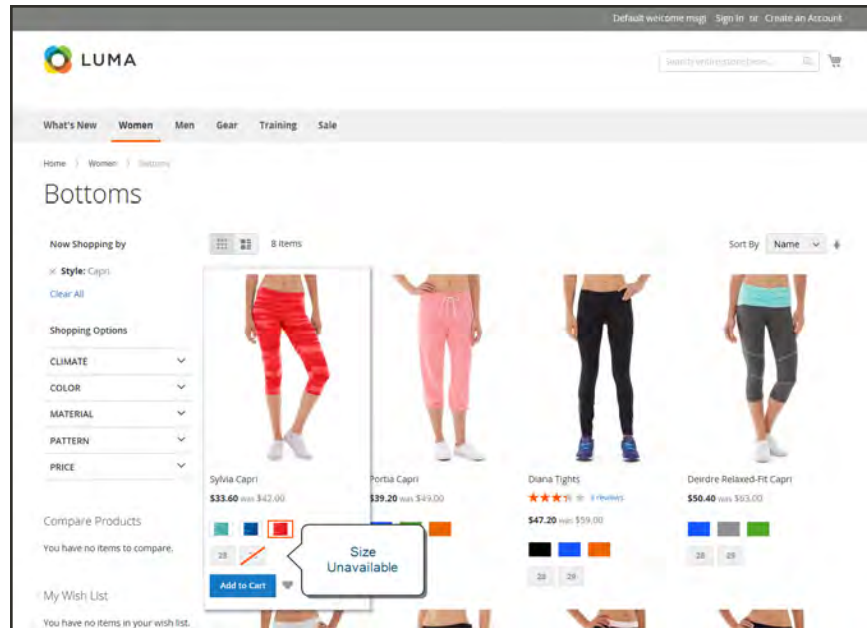 Default welcome msg! Sign In or Create an Account
LUMA
Search entire store here...
What's New Women Men Gear Training Sale
Home Women Bottoms
Bottoms
Now Shopping by
8 Items
Sort By Name
Style: Capri
Clear All
Shopping Options
CLIMATE
COLOR
MATERIAL
PATTERN
PRICE
Sylvia Capri
$33.60 was $42.00
28
Add to Cart
Size
Unavailable
Portia Capri
$39.20 was $49.00
Diana Tights
3 reviews
$47.20 was $59.00
28 29
Deirdre Relaxed-Fit Capri
$50.40 was $63.00
28 29
Compare Products
You have no items to compare.
My Wish List
You have no items in your wish list.